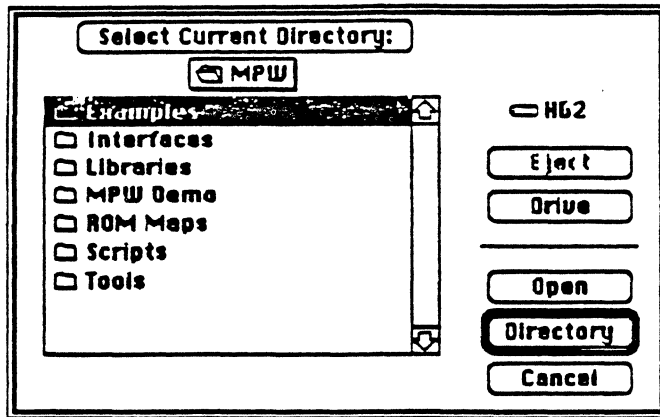 Select Current Directory:
MPW
Examples
Interfaces
Libraries
MPW Demo
ROM Maps
Scripts
Tools
HG2
Eject
Drive
Open
Directory
Cancel